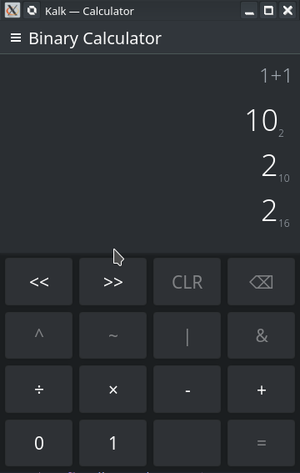 Kalk — Calculator
Binary Calculator
1+1
10₂
2₁₀
2₁₆
<< >> CLR ⌫
^ ~ | &
÷ × - +
0 1 =